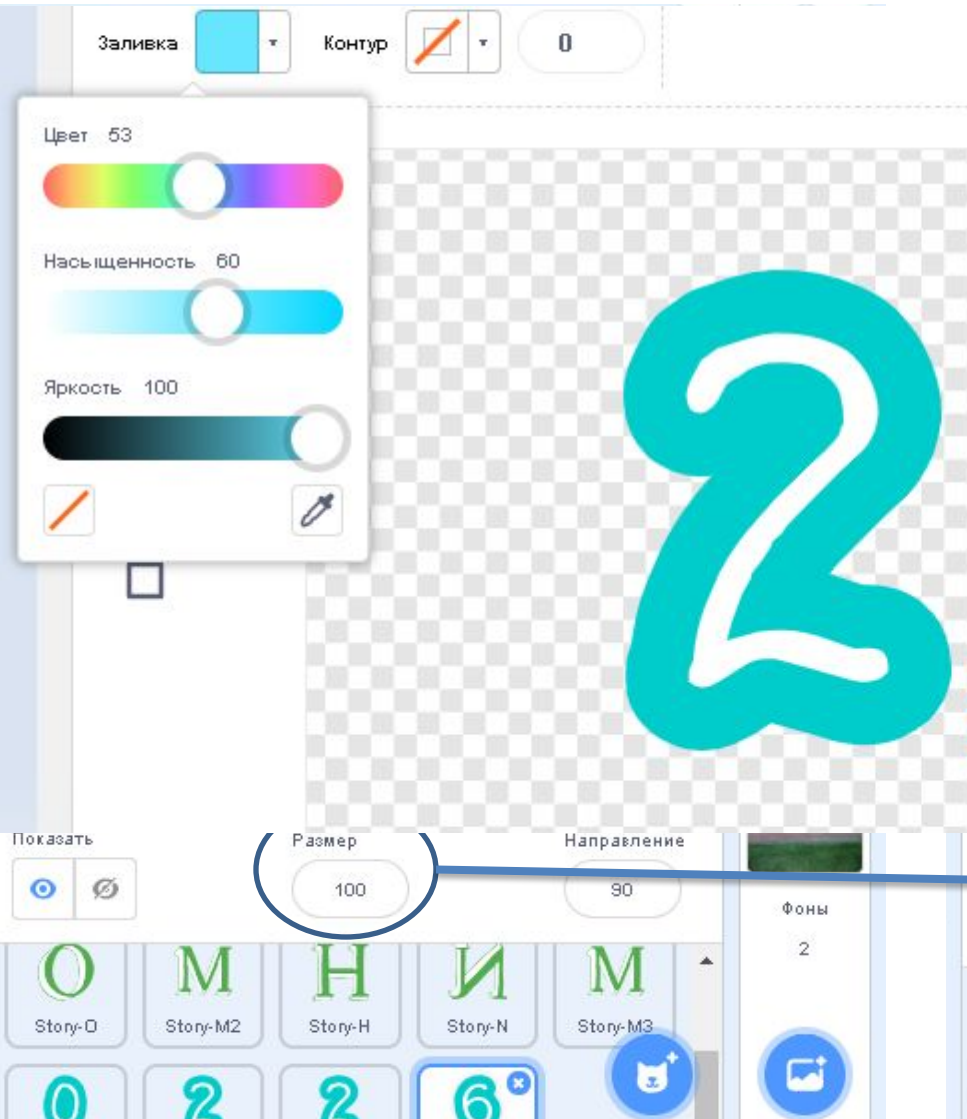 Заливка Контур 0
Цвет 53
Насыщенность 60
Яркость 100
2
Показать Размер Направление
100 90
Фоны
2
О М Н И М
Story-O Story-M2 Story-H Story-N Story-M3
0 2 2 6